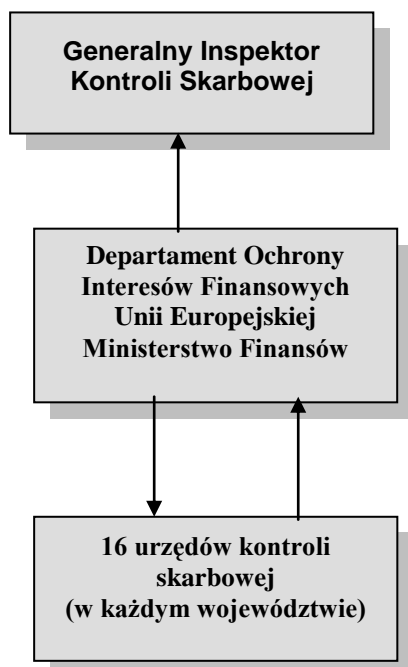 Generalny Inspektor
Kontroli Skarbowej
Departament Ochrony
Interesów Finansowych
Unii Europejskiej
Ministerstwo Finansów
16 urzędów kontroli
skarbowej
(w każdym województwie)